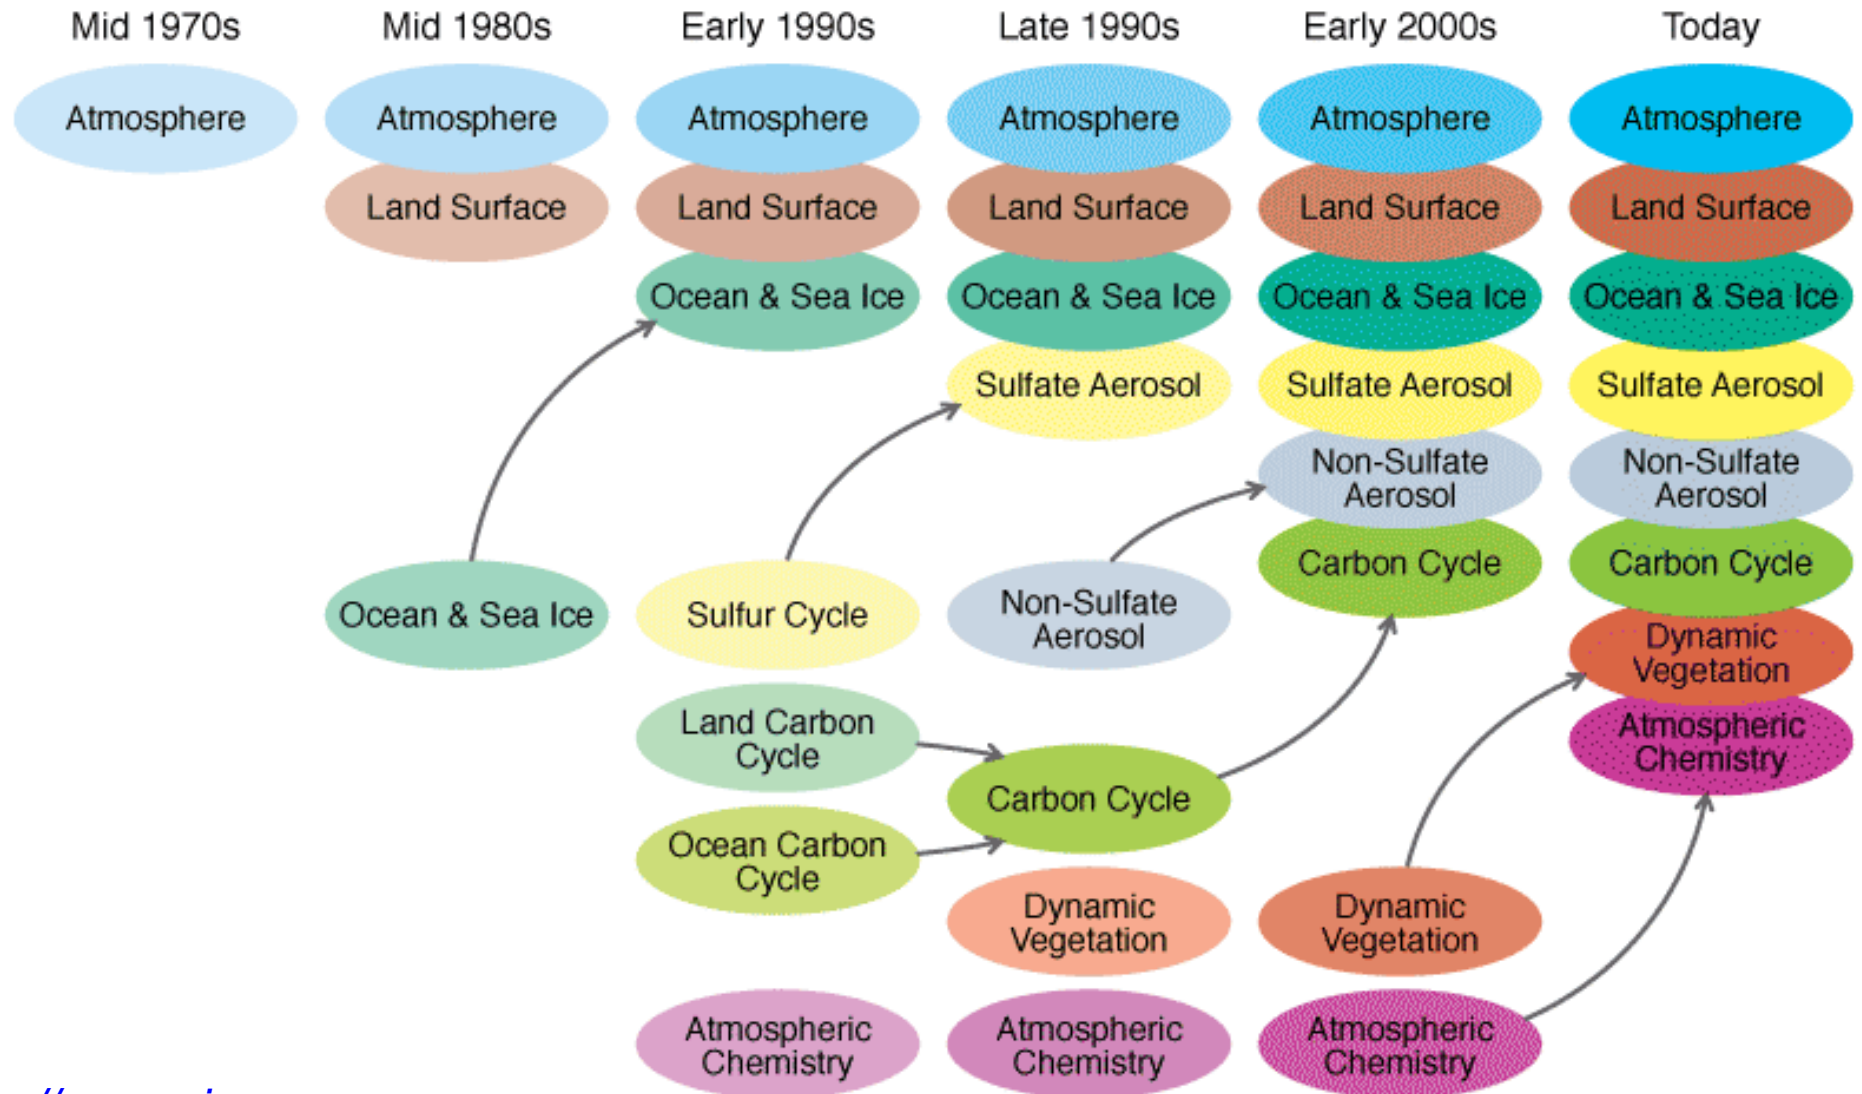 Mid 1970s
Mid 1980s
Early 1990s
Late 1990s
Early 2000s
Today
Atmosphere
Atmosphere
Atmosphere
Atmosphere
Atmosphere
Atmosphere
Land Surface
Land Surface
Land Surface
Land Surface
Land Surface
Ocean & Sea Ice
Ocean & Sea Ice
Ocean & Sea Ice
Ocean & Sea Ice
Sulfate Aerosol
Sulfate Aerosol
Sulfate Aerosol
Non-Sulfate
Aerosol
Non-Sulfate
Aerosol
Carbon Cycle
Carbon Cycle
Ocean & Sea Ice
Sulfur Cycle
Non-Sulfate
Aerosol
Dynamic
Vegetation
Land Carbon
Cycle
Atmospheric
Chemistry
Carbon Cycle
Ocean Carbon
Cycle
Dynamic
Vegetation
Dynamic
Vegetation
Atmospheric
Chemistry
Atmospheric
Chemistry
Atmospheric
Chemistry